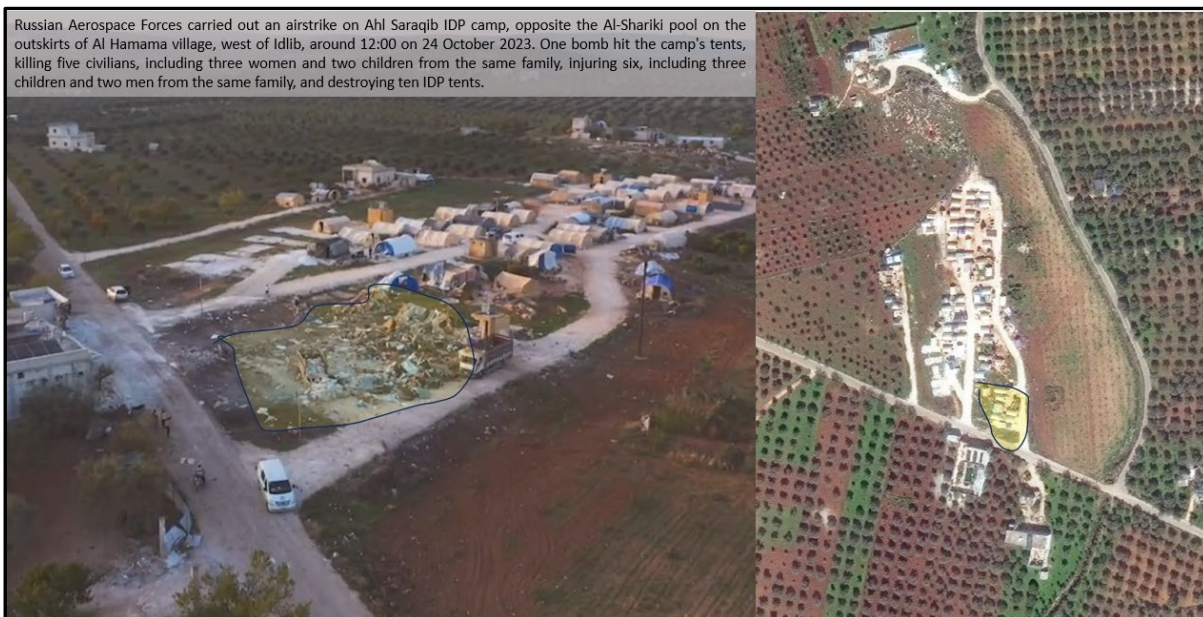 Russian Aerospace Forces carried out an airstrike on Ahl Saraqib IDP camp, opposite the Al-Shariki pool on the
outskirts of Al Hamama village, west of Idlib, around 12:00 on 24 October 2023. One bomb hit the camp's tents,
killing five civilians, including three women and two children from the same family, injuring six, including three
children and two men from the same family, and destroying ten IDP tents.